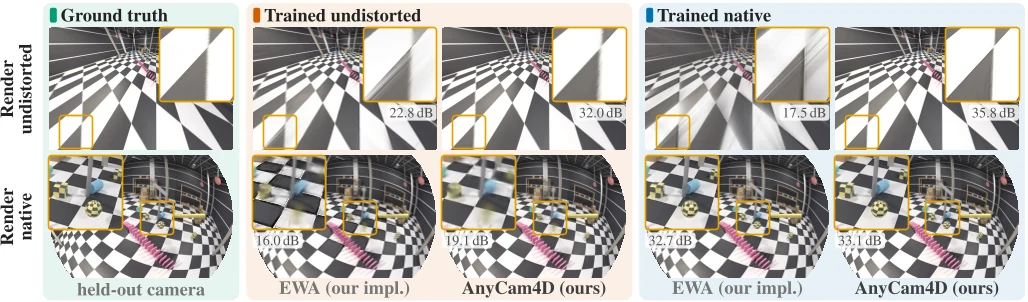 Ground truth
Trained undistorted
Trained native
Render
undistorted
22.8 dB
32.0 dB
17.5 dB
35.8 dB
Render
native
16.0 dB
19.1 dB
32.7 dB
33.1 dB
held-out camera
EWA (our impl.)
AnyCam4D (ours)
EWA (our impl.)
AnyCam4D (ours)